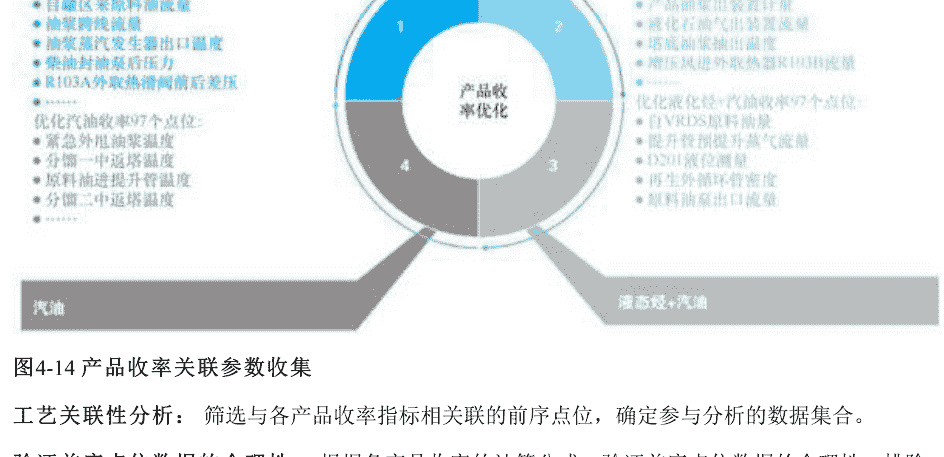 ● 自罐区来原料油流量
● 油浆跨线流量
● 油浆蒸汽发生器出口温度
● 柴油封油泵后压力
● R103A外取热滑阀前后差压
● ······
优化汽油收率97个点位:
● 紧急外甩油浆温度
● 分馏一中返塔温度
● 原料油进提升管温度
● 分馏二中返塔温度
● ······
1
2
产品收
率优化
4
3
● 产品油浆出装置计量
● 液化石油气出装置流量
● 塔底油浆抽出温度
● 增压风进外取热器R103B流量
● ······
优化液化烃+汽油收率97个点位:
● 自VRDS原料油量
● 提升管预提升蒸气流量
● D201液位测量
● 再生外循环管密度
● 原料油泵出口流量
汽油
液态烃+汽油
图4-14 产品收率关联参数收集
工艺关联性分析： 筛选与各产品收率指标相关联的前序点位，确定参与分析的数据集合。